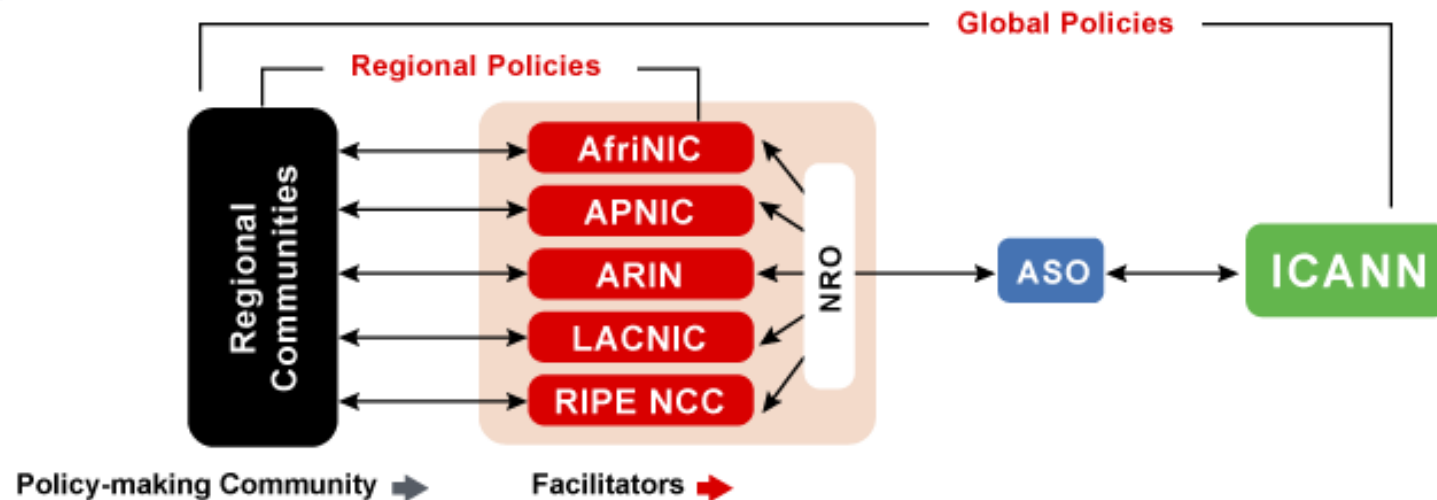 Global Policies
Regional Policies
Regional
Communities
AfriNIC
APNIC
ARIN
LACNIC
RIPE NCC
NRO
ASO
ICANN
Policy-making Community
Facilitators